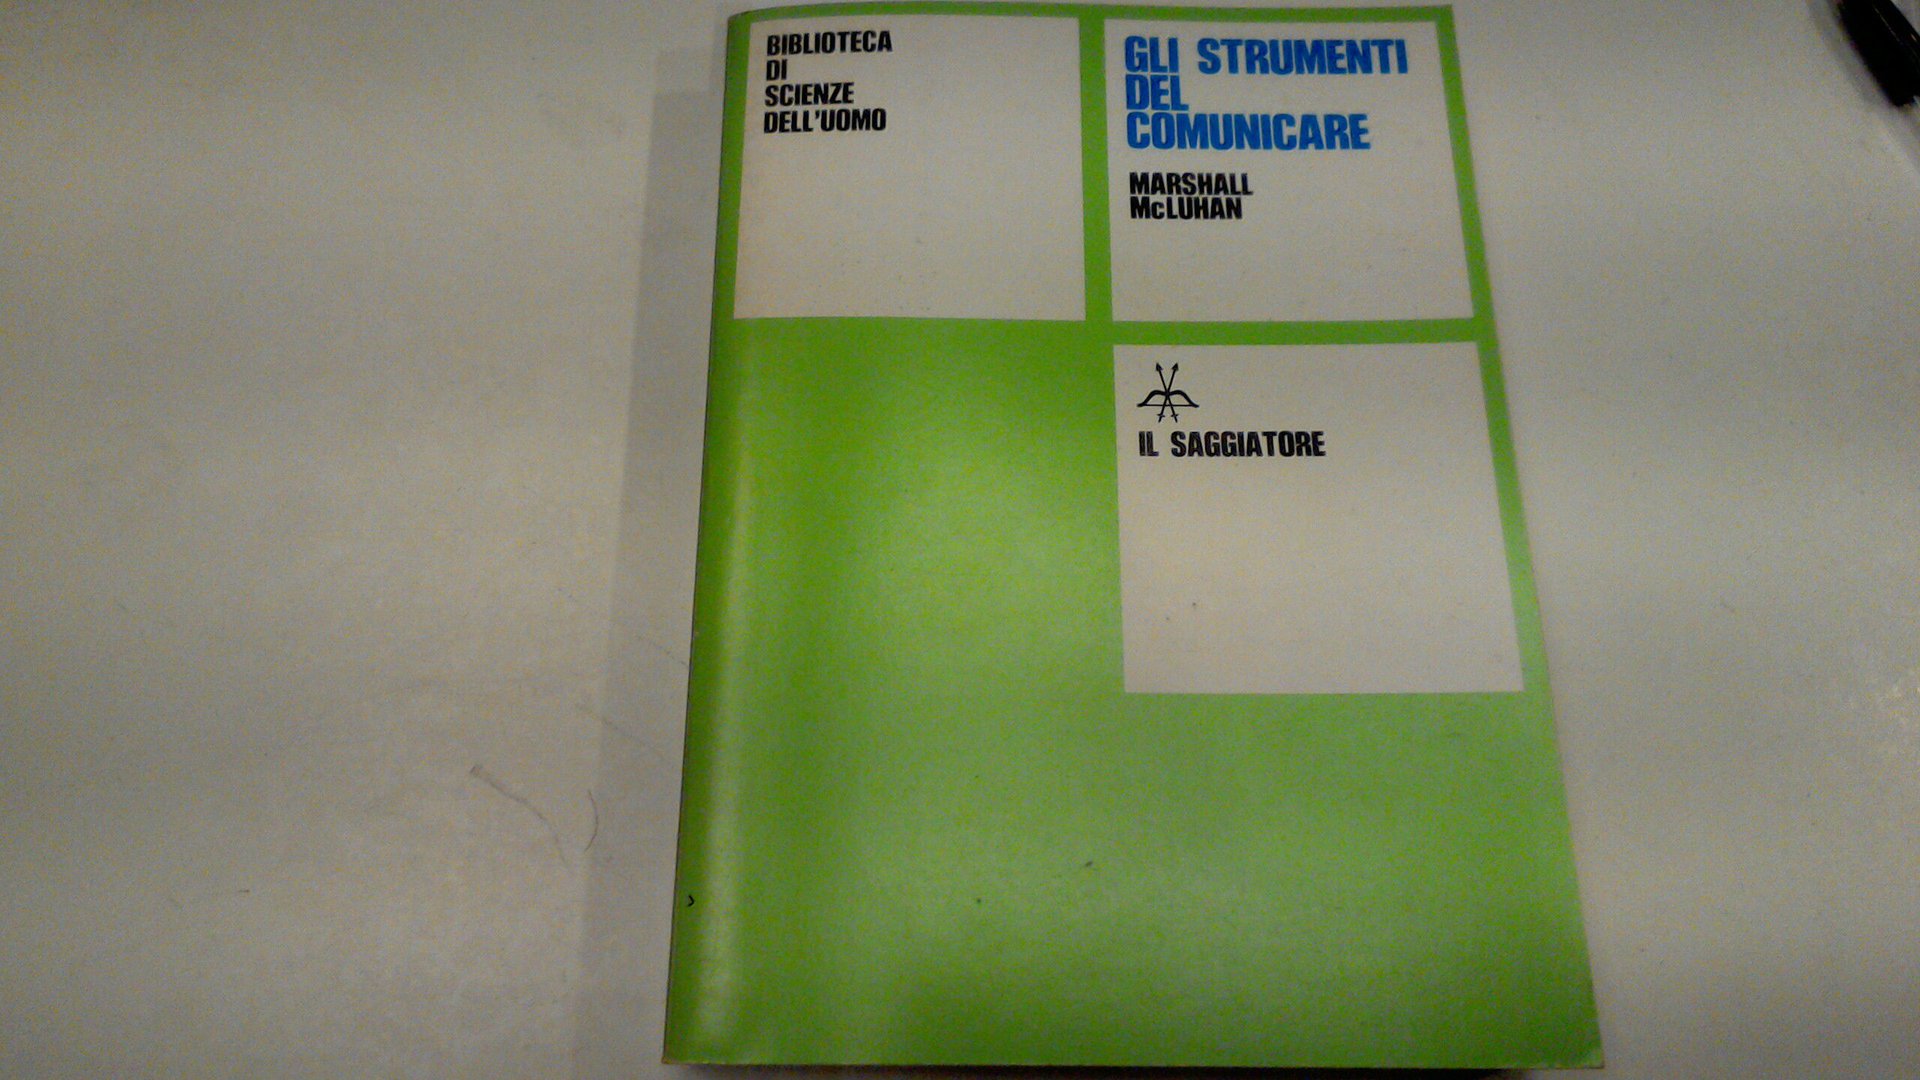 BIBLIOTECA
DI
SCIENZE
DELL'UOMO
GLI STRUMENTI
DEL
COMUNICARE
MARSHALL
McLUHAN
IL SAGGIATORE